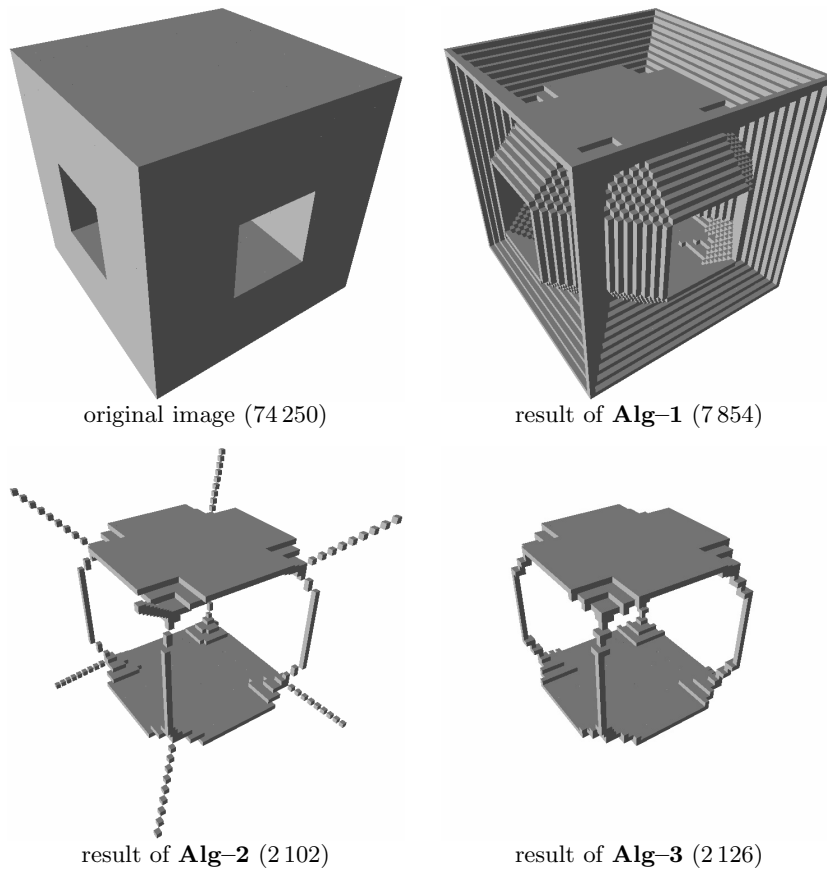 original image (74 250)
result of Alg–1 (7 854)
result of Alg–2 (2 102)
result of Alg–3 (2 126)